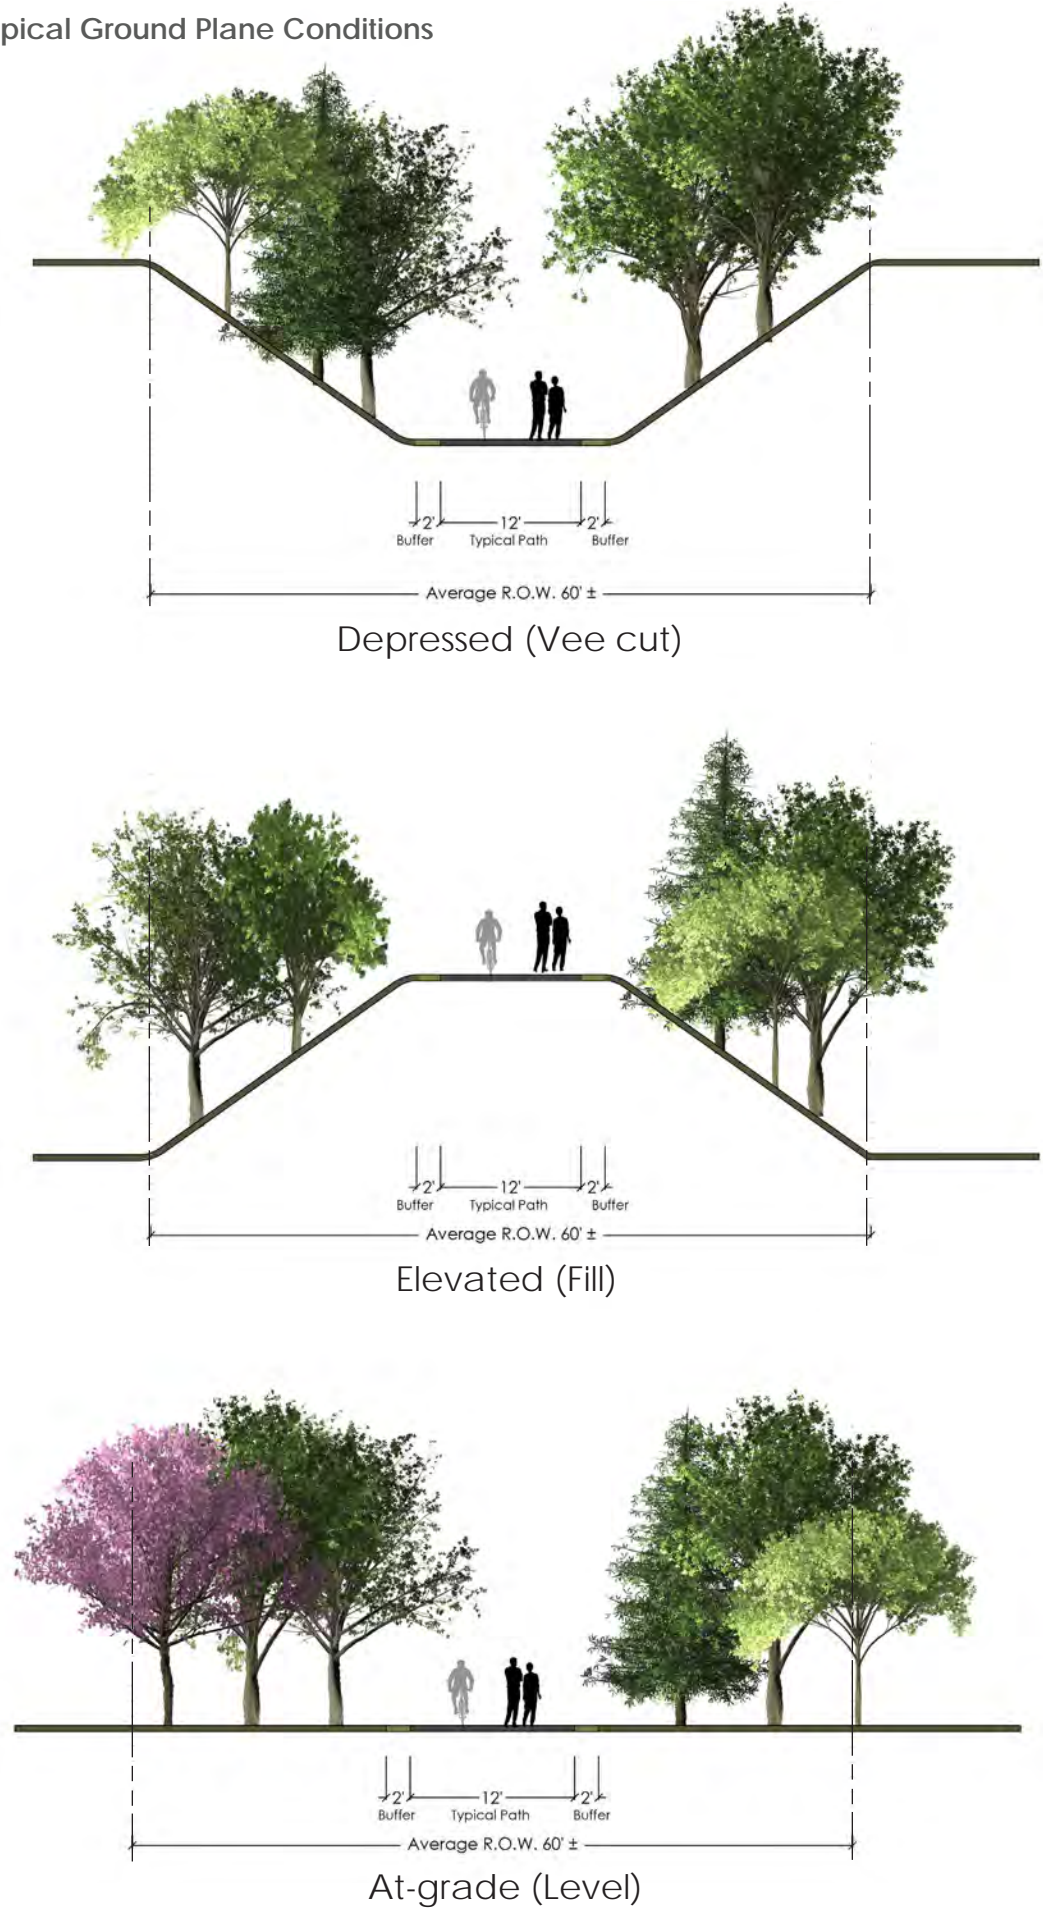 pical Ground Plane Conditions
2' 12' 2'
Buffer Typical Path Buffer
Average R.O.W. 60' ±
Depressed (Vee cut)
2' 12' 2'
Buffer Typical Path Buffer
Average R.O.W. 60' ±
Elevated (Fill)
2' 12' 2'
Buffer Typical Path Buffer
Average R.O.W. 60' ±
At-grade (Level)